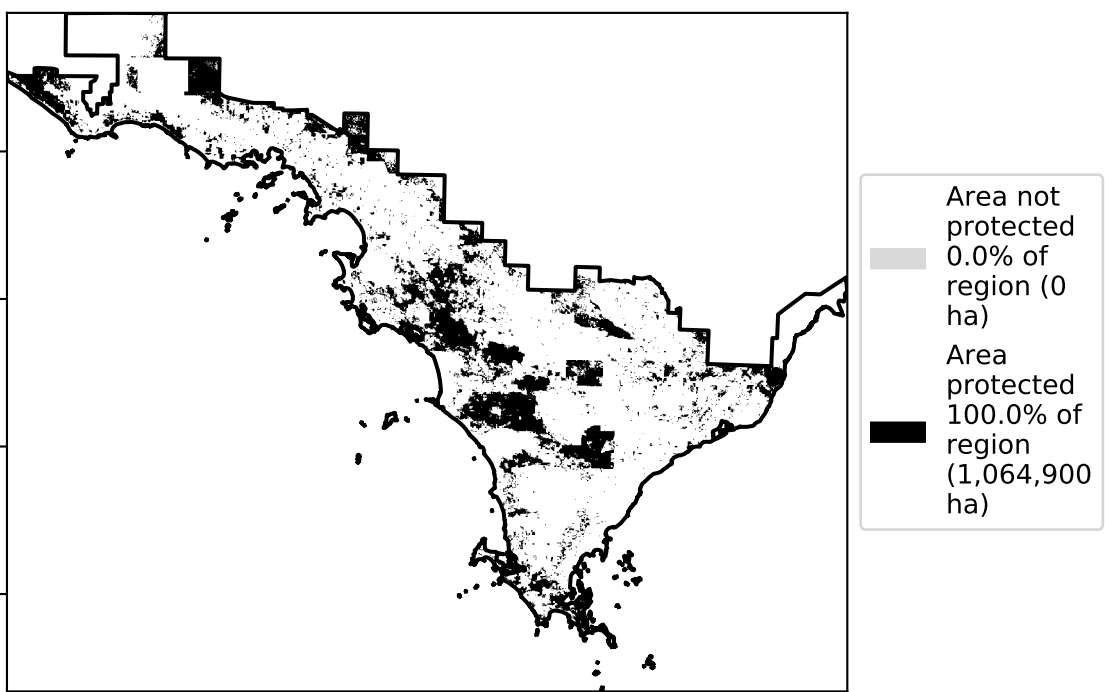 Area not
protected
0.0% of
region (0
ha)
Area
protected
100.0% of
region
(1,064,900
ha)